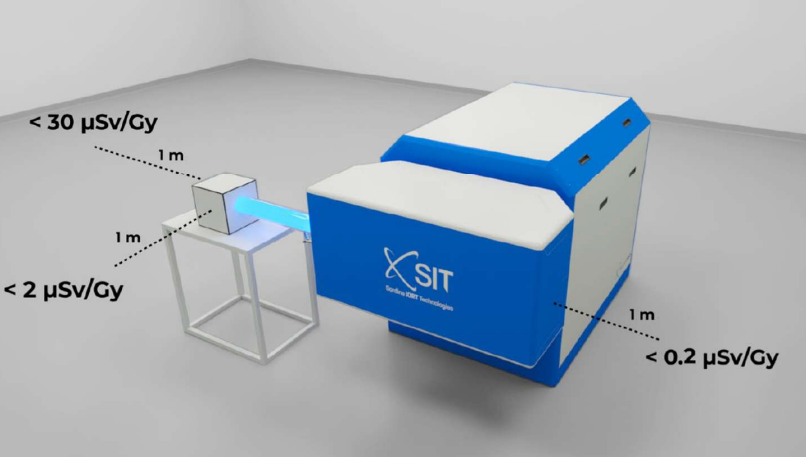 < 30 μSv/Gy
1 m
1 m
< 2 μSv/Gy
SIT
Sordina IORT Technologies
1 m
< 0.2 μSv/Gy